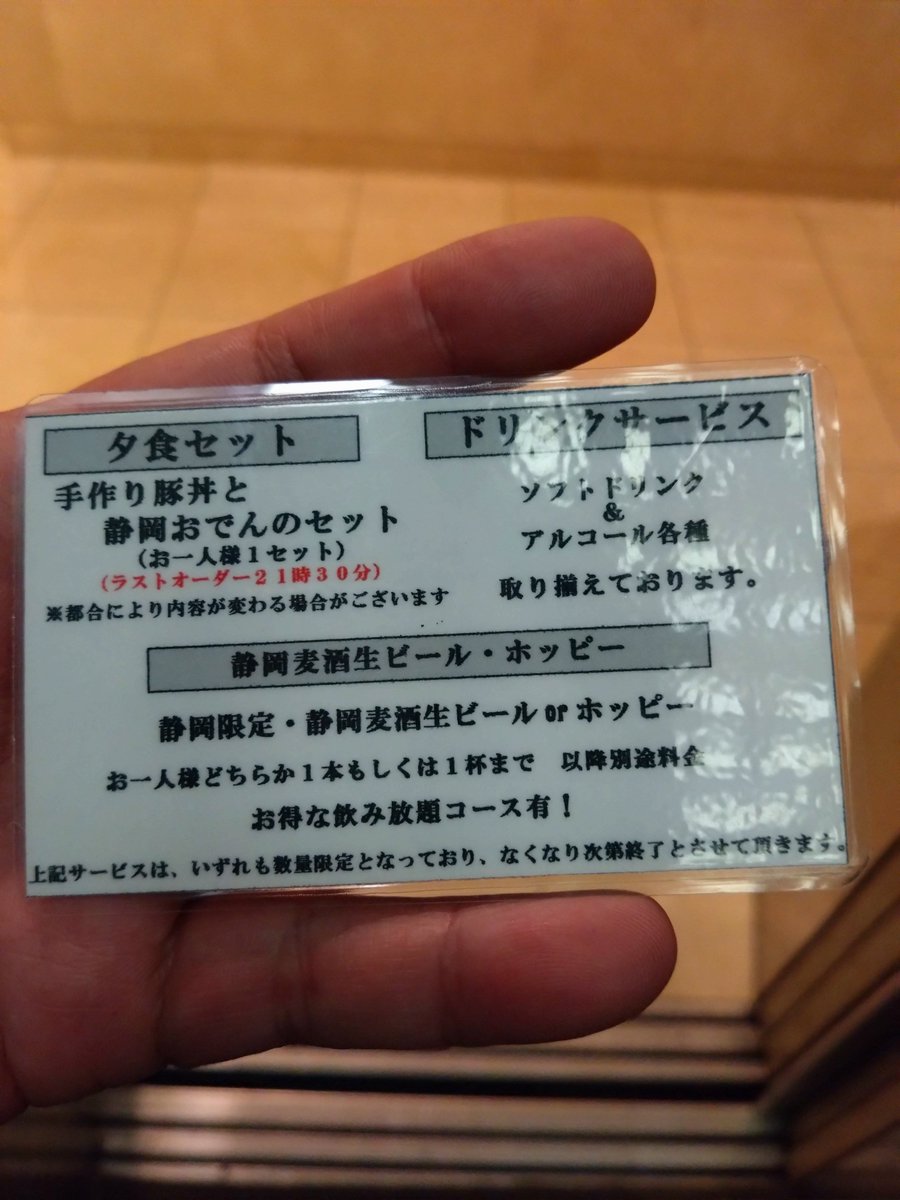 夕食セット
手作り豚丼と
静岡おでんのセット
(お一人様1セット)
(ラストオーダー21時30分)
※都合により内容が変わる場合がございます
ドリンクサービス
ソフトドリンク
&
アルコール各種
取り揃えております。
静岡麦酒生ビール・ホッピー
静岡限定・静岡麦酒生ビールorホッピー
お一人様どちらか1本もしくは1杯まで 以降別途料金
お得な飲み放題コース有!
上記サービスは、いずれも数量限定となっており、なくなり次第終了とさせて頂きます。